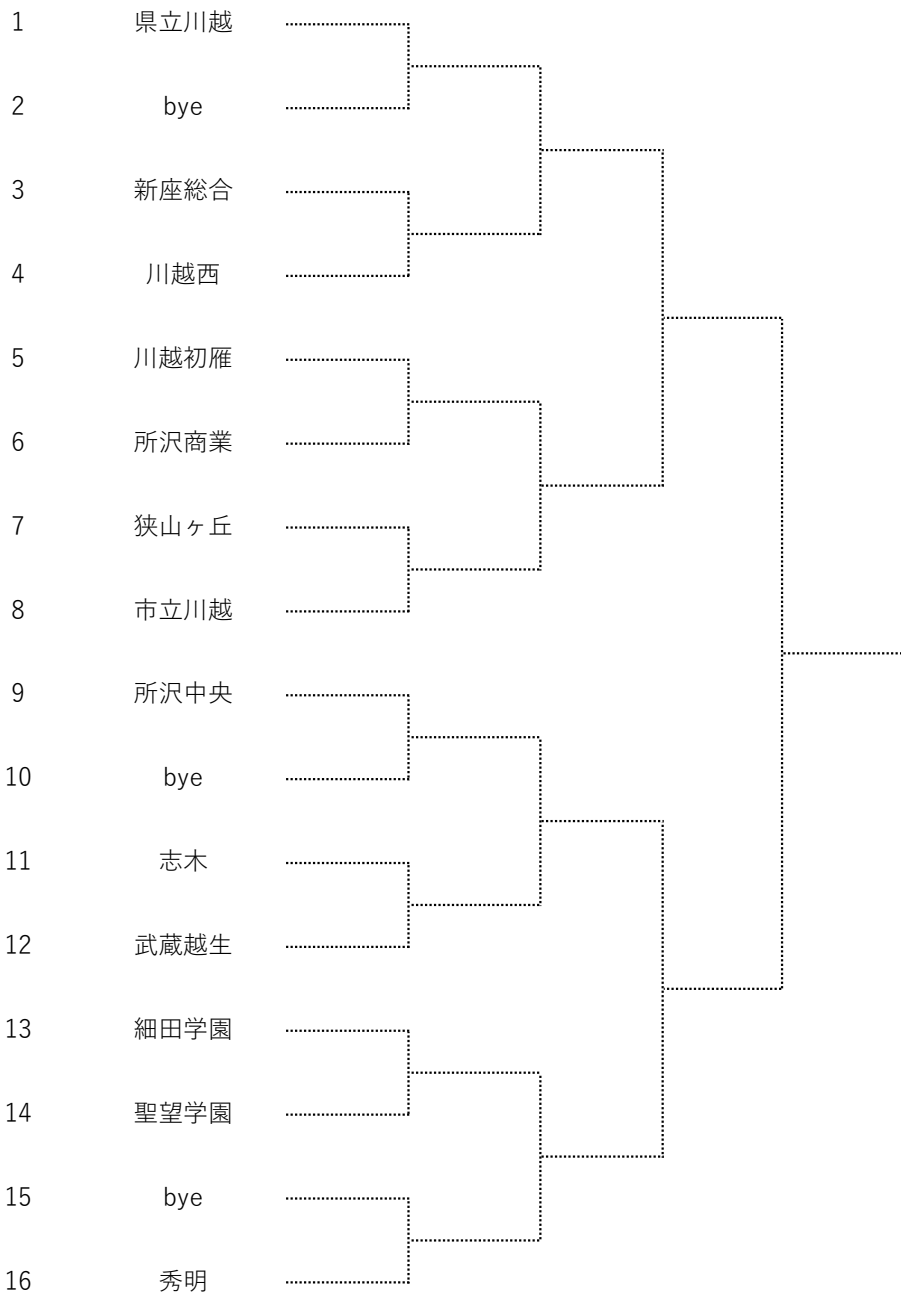 1 県立川越
2 bye
3 新座総合
4 川越西
5 川越初雁
6 所沢商業
7 狭山ヶ丘
8 市立川越
9 所沢中央
10 bye
11 志木
12 武蔵越生
13 細田学園
14 聖望学園
15 bye
16 秀明